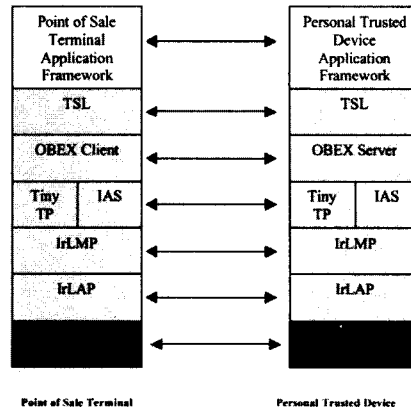 Point of Sale
Terminal
Application
Framework
Personal Trusted
Device
Application
Framework
TSL
TSL
OBEX Client
OBEX Server
Tiny
TP
IAS
Tiny
TP
IAS
IrLMP
IrLMP
IrLAP
IrLAP
Point of Sale Terminal
Personal Trusted Device